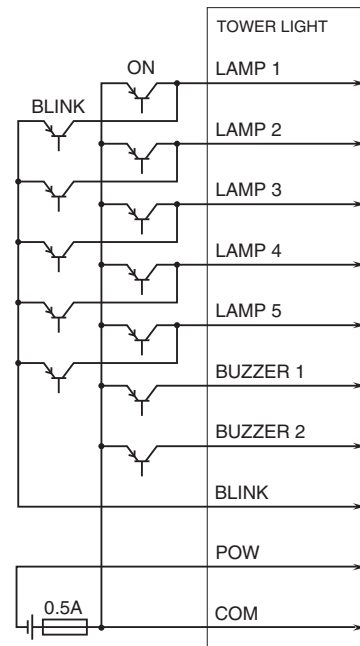 TOWER LIGHT
ON
LAMP 1
BLINK
LAMP 2
LAMP 3
LAMP 4
LAMP 5
BUZZER 1
BUZZER 2
BLINK
POW
0.5A
COM